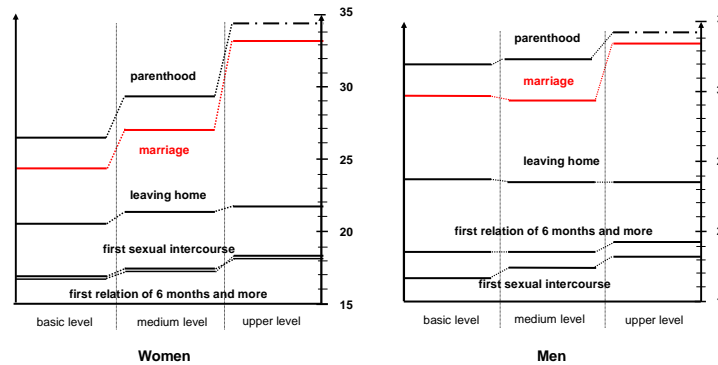 35
parenthood
30
marriage
25
leaving home
20
first sexual intercourse
first relation of 6 months and more
15
basic level
medium level
upper level
Women
parenthood
marriage
leaving home
first relation of 6 months and more
first sexual intercourse
basic level
medium level
upper level
Men